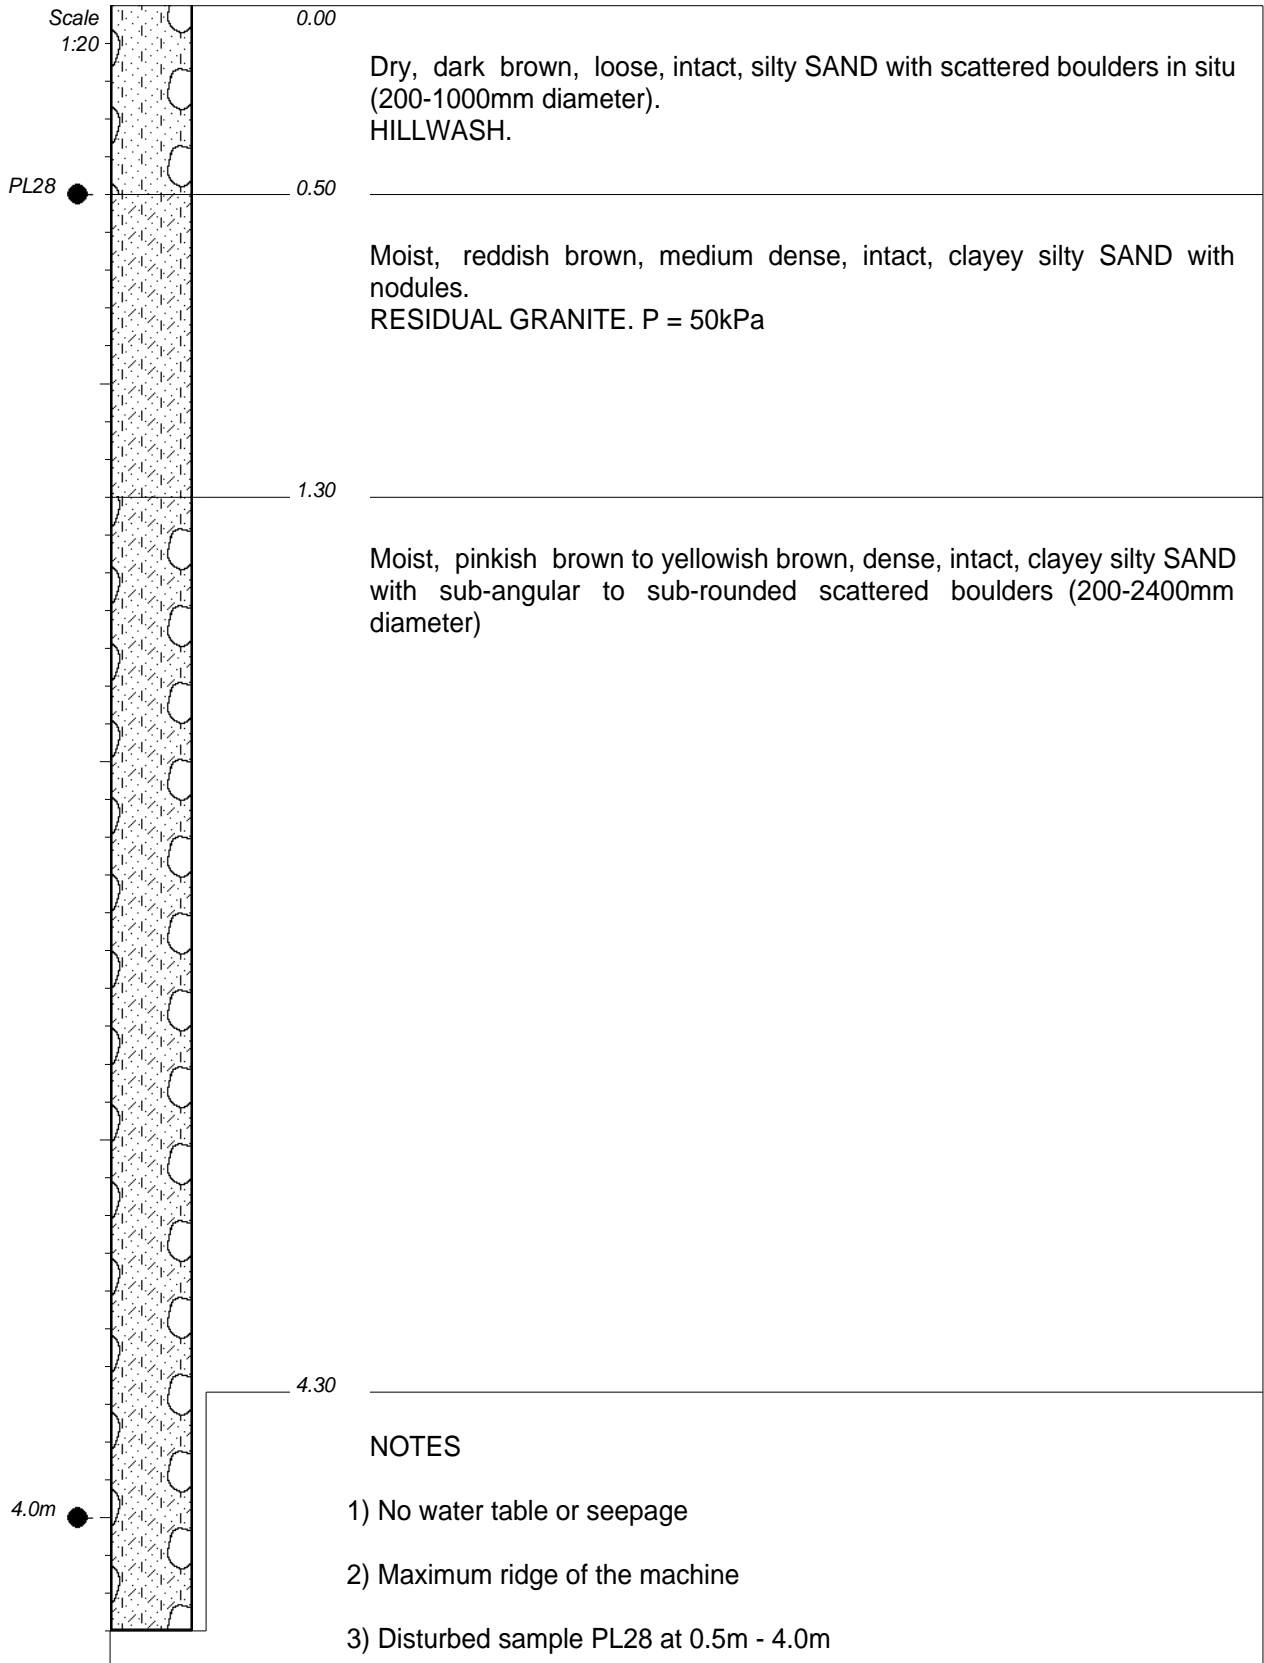 Scale
1:20
0.00
Dry, dark brown, loose, intact, silty SAND with scattered boulders in situ
(200-1000mm diameter).
HILLWASH.
PL28
0.50
Moist, reddish brown, medium dense, intact, clayey silty SAND with
nodules.
RESIDUAL GRANITE. P = 50kPa
1.30
Moist, pinkish brown to yellowish brown, dense, intact, clayey silty SAND
with sub-angular to sub-rounded scattered boulders (200-2400mm
diameter)
4.30
NOTES
4.0m
1) No water table or seepage
2) Maximum ridge of the machine
3) Disturbed sample PL28 at 0.5m - 4.0m